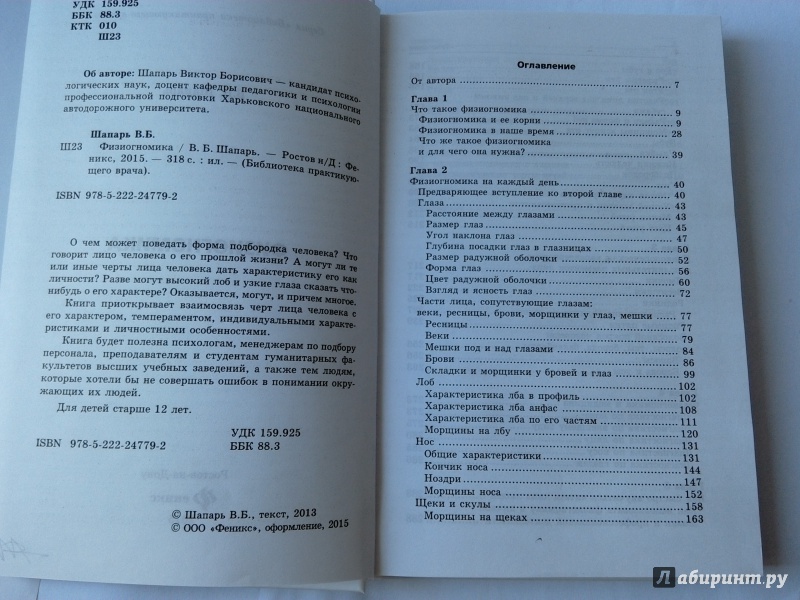 УДК 159.925
ББК 88.3
КТК 010
Ш23
Об авторе: Шапарь Виктор Борисович — кандидат психо-
логических наук, доцент кафедры педагогики и психологии
профессиональной подготовки Харьковского национального
автодорожного университета.
Шапарь В.Б.
Ш23 Физиогномика / В. Б. Шапарь. — Ростов н/Д : Фе-
никс, 2015. — 318 с. : ил. — (Библиотека практикую-
щего врача).
ISBN 978-5-222-24779-2
О чем может поведать форма подбородка человека? Что
говорит лицо человека о его прошлой жизни? А могут ли те
или иные черты лица человека дать характеристику его как
личности? Разве могут высокий лоб и узкие глаза сказать что-
нибудь о его характере? Оказывается, могут, и причем многое.
Книга приоткрывает взаимосвязь черт лица человека с
его характером, темпераментом, индивидуальными характе-
ристиками и личностными особенностями.
Книга будет полезна психологам, менеджерам по подбору
персонала, преподавателям и студентам гуманитарных фа-
культетов высших учебных заведений, а также тем людям,
которые хотели бы не совершать ошибок в понимании окру-
жающих их людей.
Для детей старше 12 лет.
УДК 159.925
ISBN 978-5-222-24779-2 ББК 88.3
© Шапарь В.Б., текст, 2013
© ООО «Феникс», оформление, 2015
Оглавление
От автора 7
Глава 1
Что такое физиогномика 9
Физиогномика и ее корни 9
Физиогномика в наше время 28
Что же такое физиогномика
и для чего она нужна? 39
Глава 2
Физиогномика на каждый день 40
Предваряющее вступление ко второй главе 40
Глаза 43
Расстояние между глазами 43
Размер глаз 45
Угол наклона глаз 47
Глубина посадки глаз в глазницах 50
Размер радужной оболочки 52
Форма глаз 56
Цвет радужной оболочки 60
Взгляд и ясность глаз 72
Части лица, сопутствующие глазам:
веки, ресницы, брови, морщинки у глаз, мешки 77
Ресницы 77
Веки 79
Мешки под и над глазами 84
Брови 86
Складки и морщинки у бровей и глаз 99
Лоб 102
Характеристика лба в профиль 102
Характеристика лба анфас 108
Характеристика лба по его частям 111
Морщины на лбу 120
Нос 131
Общие характеристики 131
Кончик носа 144
Ноздри 147
Морщины носа 152
Щеки и скулы 158
Морщины на щеках 163
Лабиринт.ру